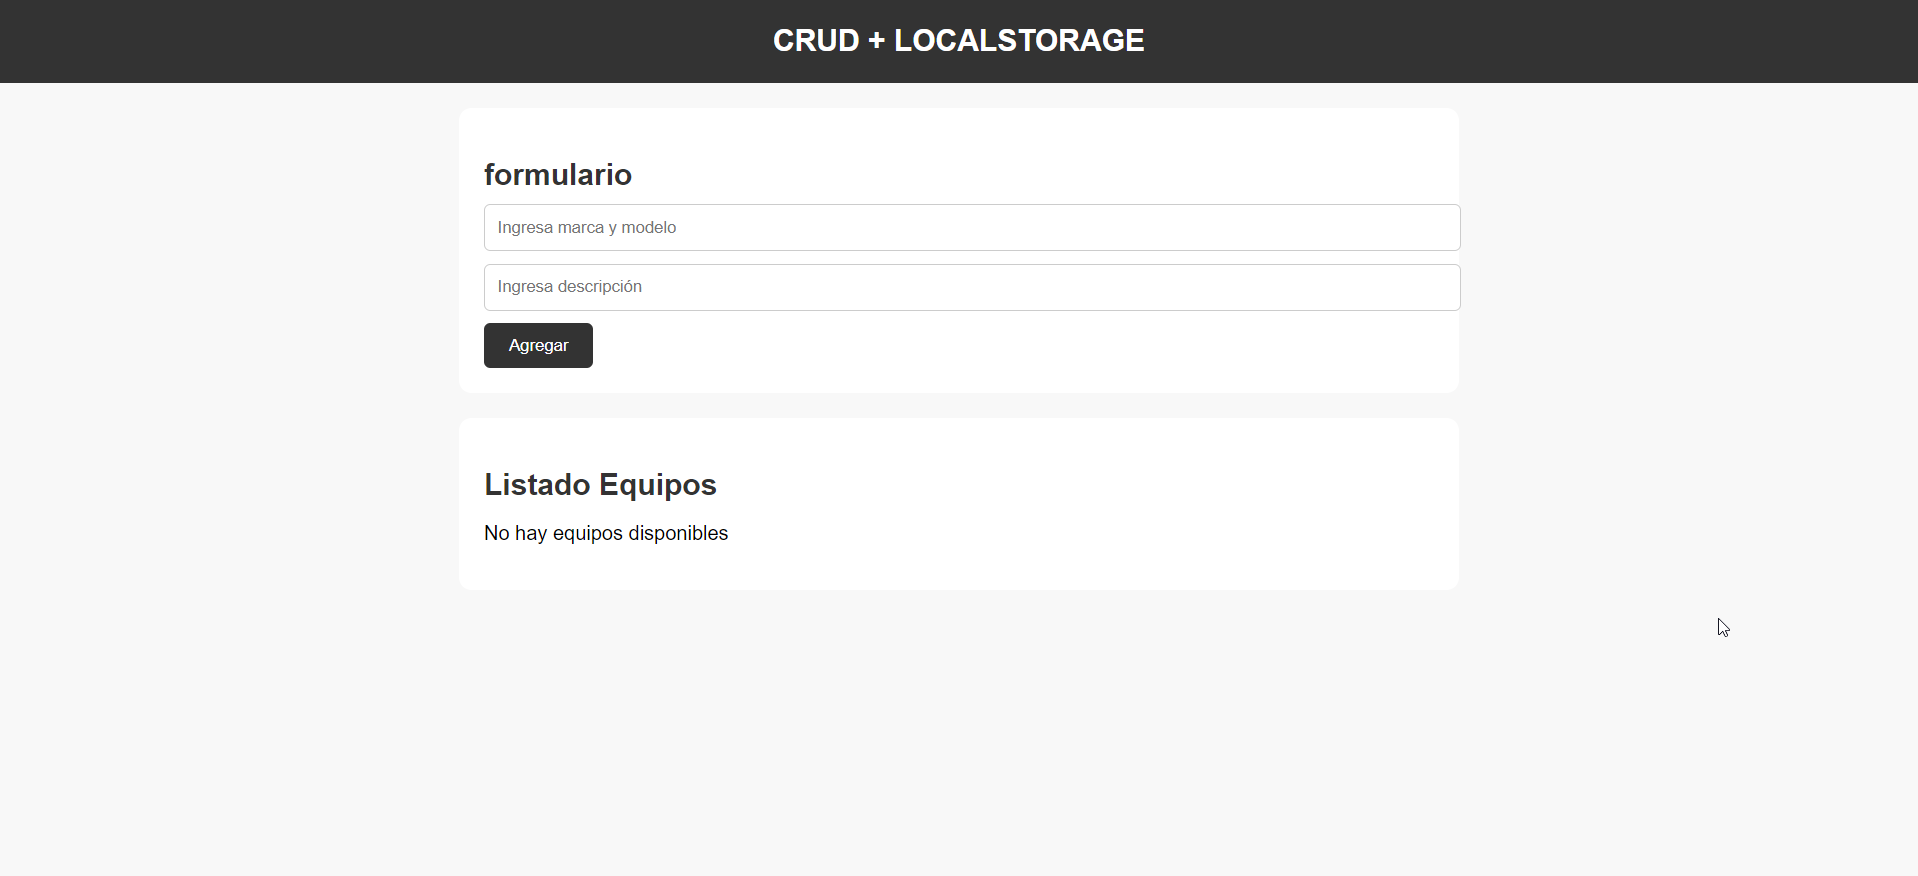 CRUD + LOCALSTORAGE
formulario
Ingresa marca y modelo
Ingresa descripción
Agregar
Listado Equipos
No hay equipos disponibles